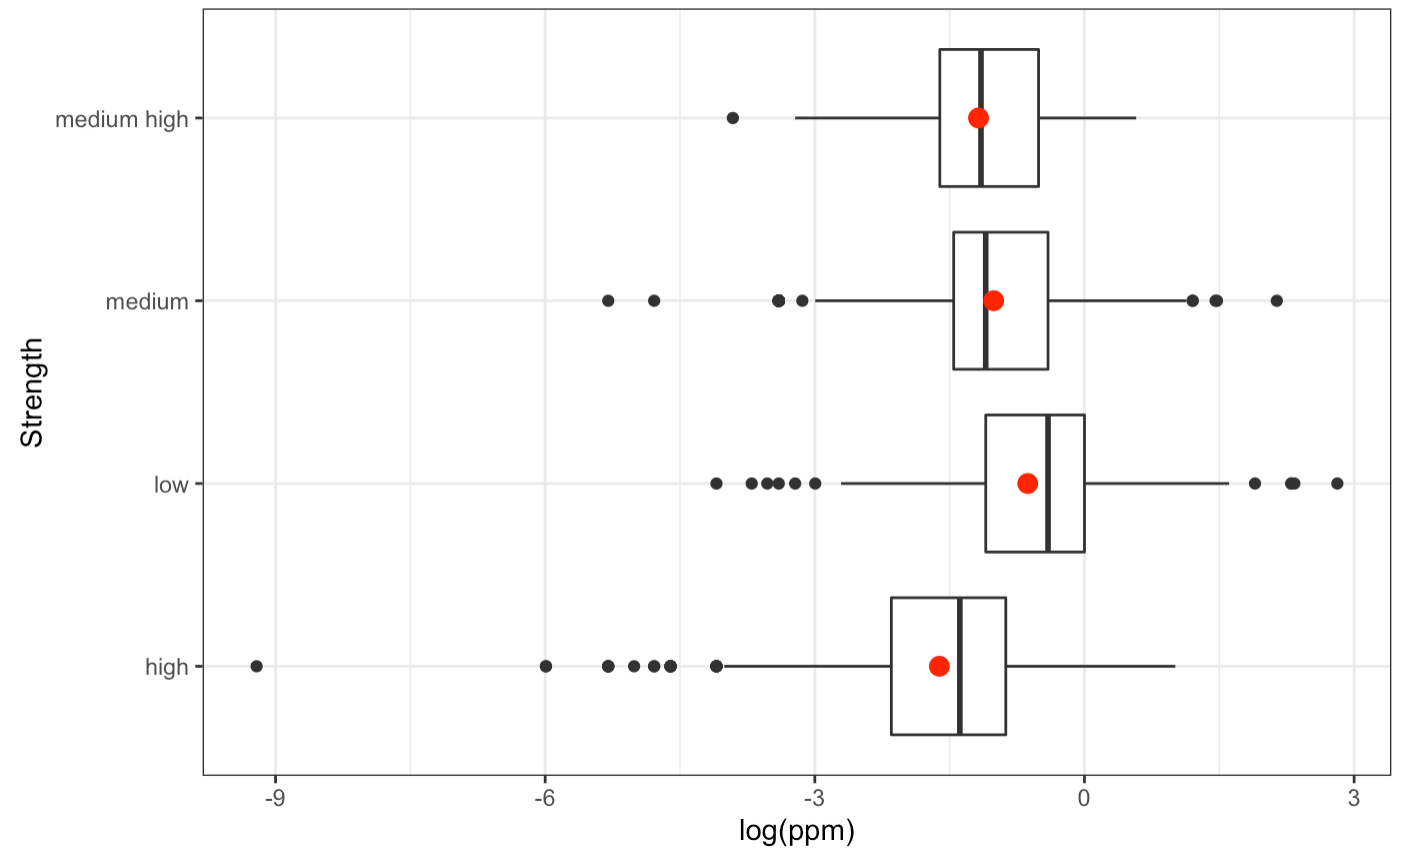 medium high
medium
low
high
Strength
-9 -6 -3 0 3
log(ppm)